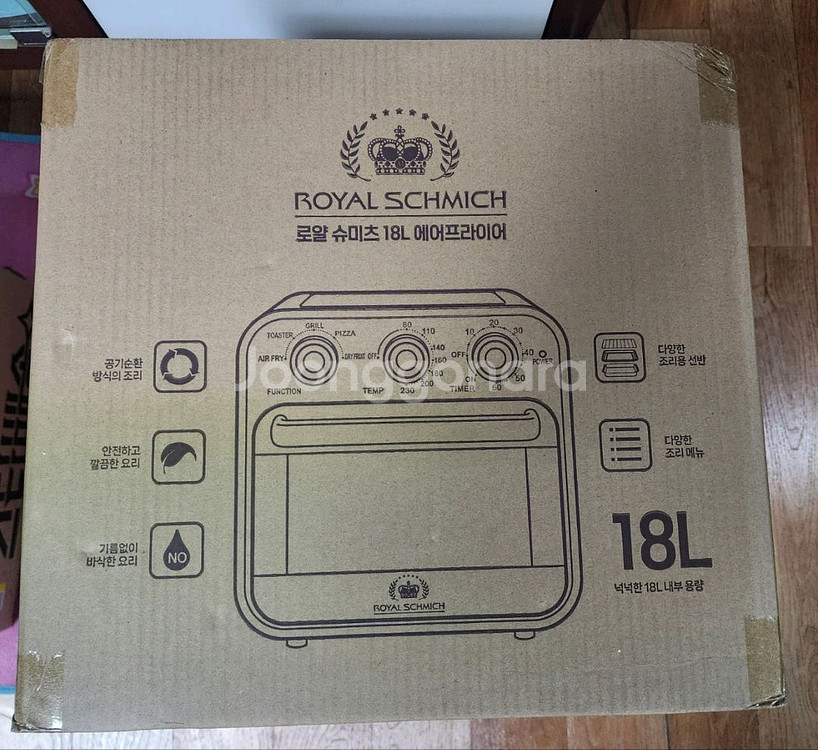 ROYAL SCHMICH
로얄 슈미츠 18L 에어프라이어
TOASTER GRILL PIZZA
AIR FRY DRY FRUIT
FUNCTION
OFF 80 110 140 160 180 200 230
TEMP
OFF 10 20 30 40 50 60 ON
TIMER
POWER
공기순환
방식의 조리
안전하고
깔끔한 요리
기름없이
바삭한 요리
NO
다양한
조리용 선반
다양한
조리 메뉴
18L
넉넉한 18L 내부 용량
ROYAL SCHMICH
Joonggonara